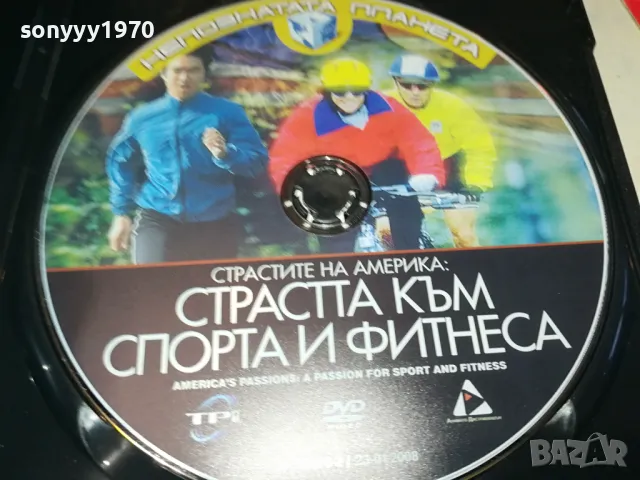 sonyyy1970
НЕПОЗНАТАТА ПЛАНЕТА
СТРАСТИТЕ НА АМЕРИКА:
СТРАСТТА КЪМ
СПОРТА И ФИТНЕСА
AMERICA'S PASSIONS: A PASSION FOR SPORT AND FITNESS
TPI
DVD
23-01-2008
BAZAR